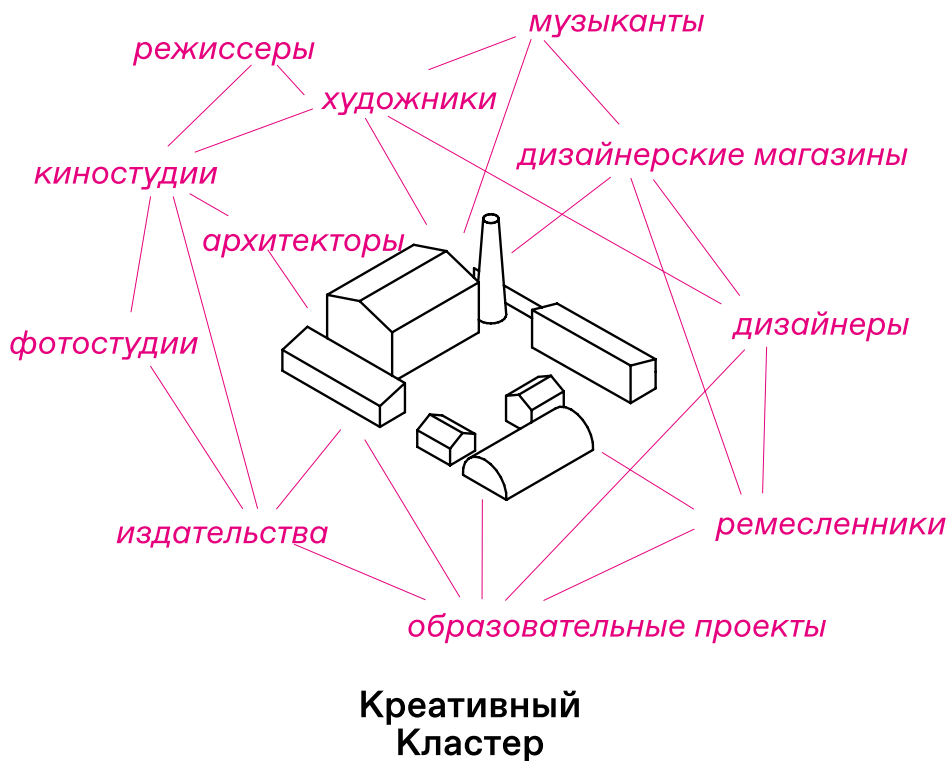 музыканты
режиссеры
художники
дизайнерские магазины
киностудии
архитекторы
дизайнеры
фотостудии
ремесленники
издательства
образовательные проекты
Креативный
Кластер